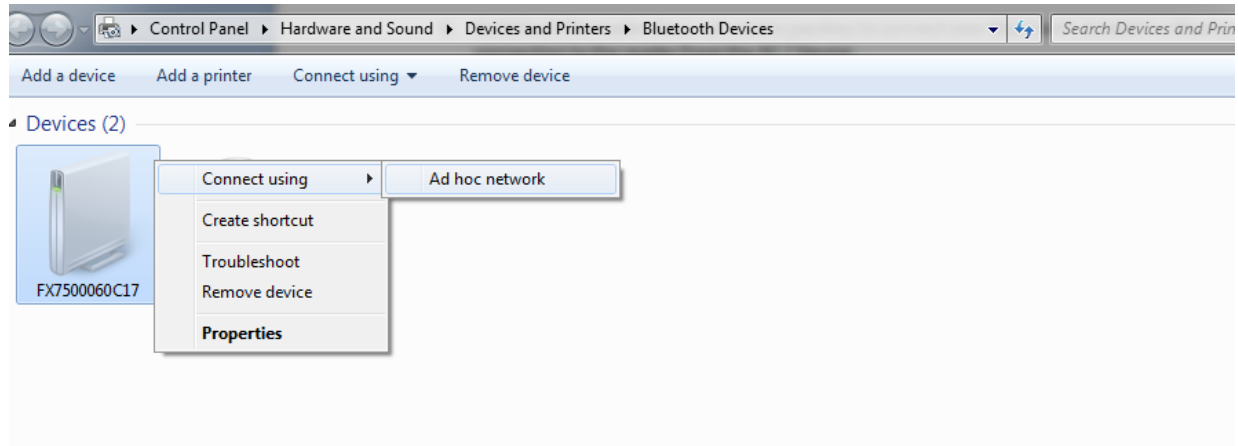 Control Panel Hardware and Sound Devices and Printers Bluetooth Devices Search Devices and Prin
Add a device Add a printer Connect using Remove device
Devices (2)
FX7500060C17
Connect using
Create shortcut
Troubleshoot
Remove device
Properties
Ad hoc network